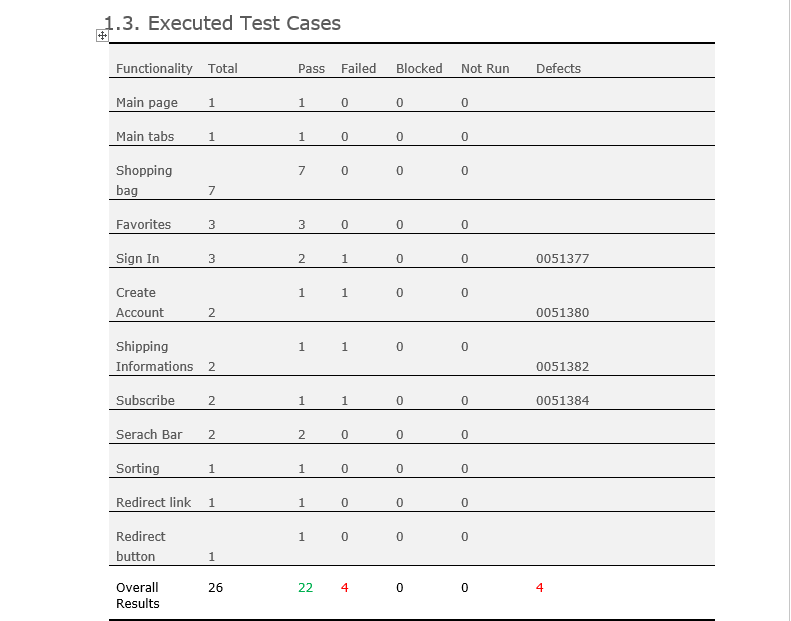 1.3. Executed Test Cases
Functionality Total Pass Failed Blocked Not Run Defects
Main page 1 1 0 0 0
Main tabs 1 1 0 0 0
Shopping 7 0 0 0
bag 7
Favorites 3 3 0 0 0
Sign In 3 2 1 0 0 0051377
Create 1 1 0 0
Account 2 0051380
Shipping 1 1 0 0
Informations 2 0051382
Subscribe 2 1 1 0 0 0051384
Serach Bar 2 2 0 0 0
Sorting 1 1 0 0 0
Redirect link 1 1 0 0 0
Redirect 1 0 0 0
button 1
Overall 26 22 4 0 0 4
Results